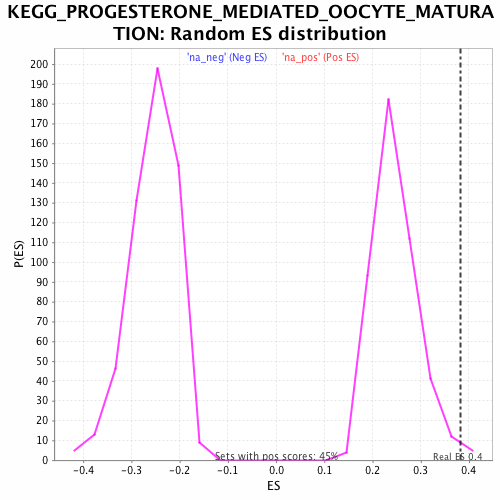 KEGG_PROGESTERONE_MEDIATED_OOCYTE_MATURA
TION: Random ES distribution
'na_neg' (Neg ES) 'na_pos' (Pos ES)
200
190
180
170
160
150
140
130
120
110
100
90
80
70
60
50
40
30
20
10
0
P(ES)
Sets with pos scores: 45%
Real ES 0.4
-0.4 -0.3 -0.2 -0.1 0.0 0.1 0.2 0.3 0.4
ES